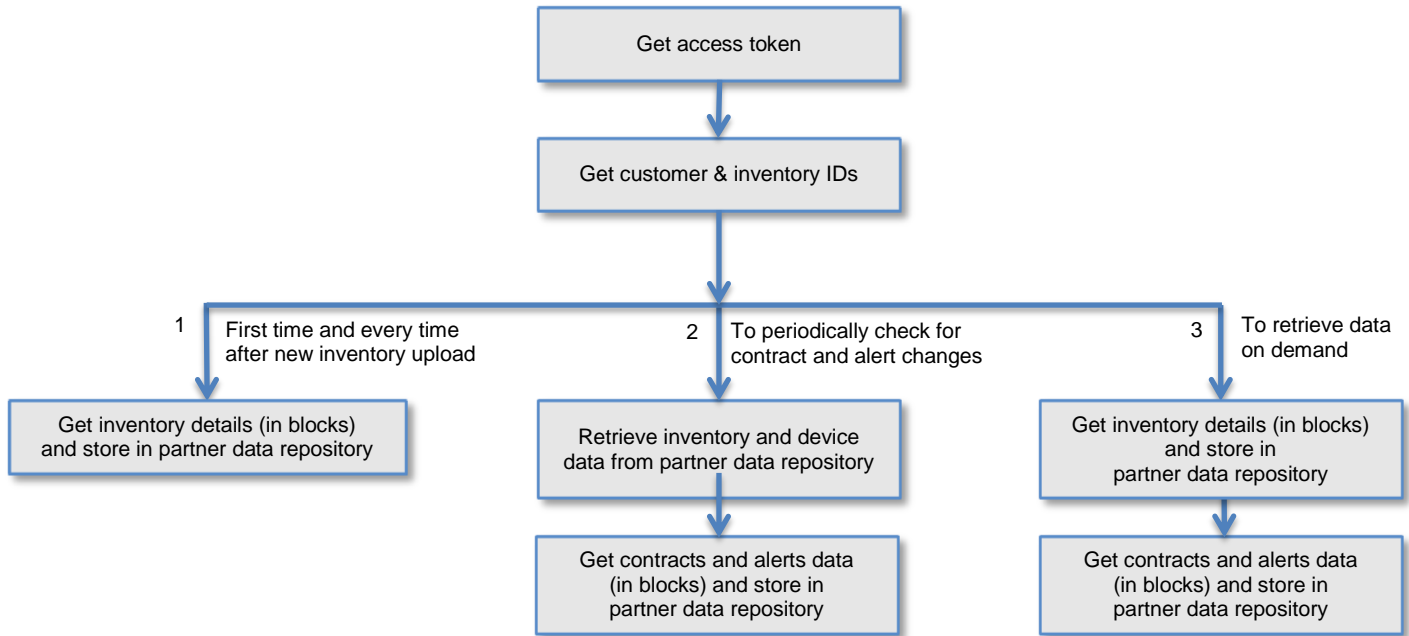 Get access token
Get customer & inventory IDs
1
First time and every time
after new inventory upload
2
To periodically check for
contract and alert changes
3
To retrieve data
on demand
Get inventory details (in blocks)
and store in partner data repository
Retrieve inventory and device
data from partner data repository
Get inventory details (in blocks)
and store in
partner data repository
Get contracts and alerts data
(in blocks) and store in
partner data repository
Get contracts and alerts data
(in blocks) and store in
partner data repository